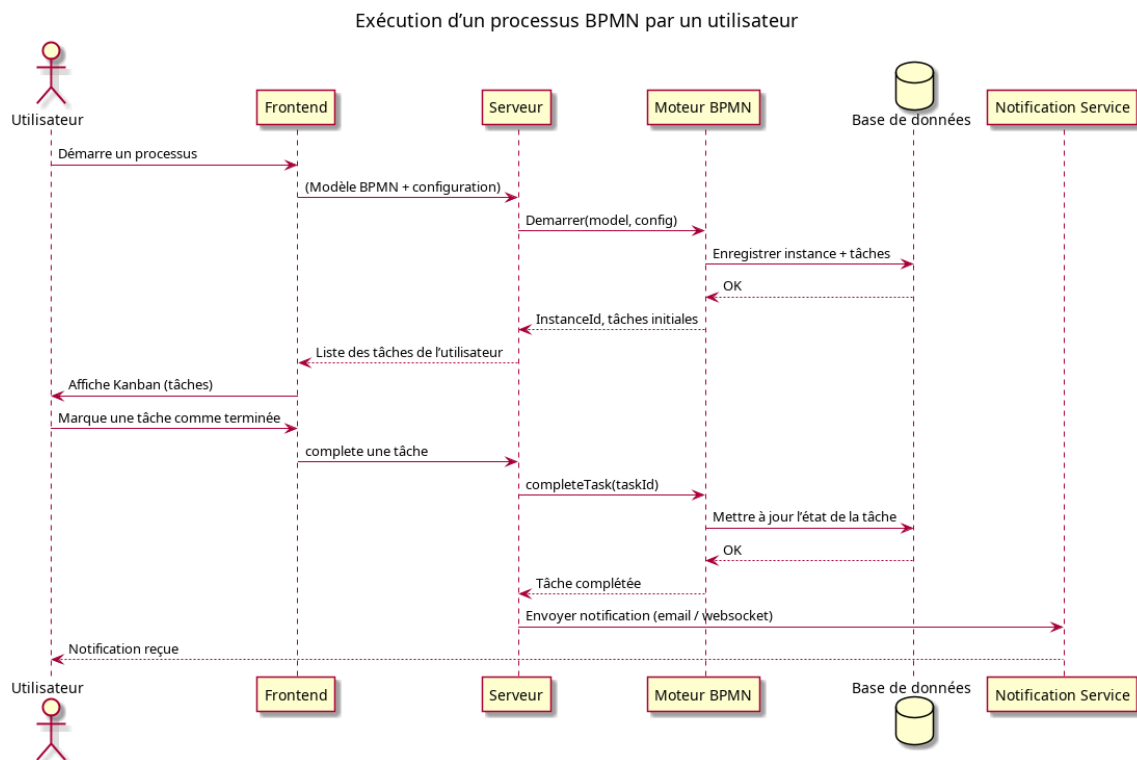 Exécution d’un processus BPMN par un utilisateur
Utilisateur
Frontend
Serveur
Moteur BPMN
Base de données
Notification Service
Démarre un processus
(Modèle BPMN + configuration)
Demarrer(model, config)
Enregistrer instance + tâches
OK
InstanceId, tâches initiales
Liste des tâches de l’utilisateur
Affiche Kanban (tâches)
Marque une tâche comme terminée
complete une tâche
completeTask(taskId)
Mettre à jour l’état de la tâche
OK
Tâche complétée
Envoyer notification (email / websocket)
Notification reçue
Utilisateur
Frontend
Serveur
Moteur BPMN
Base de données
Notification Service